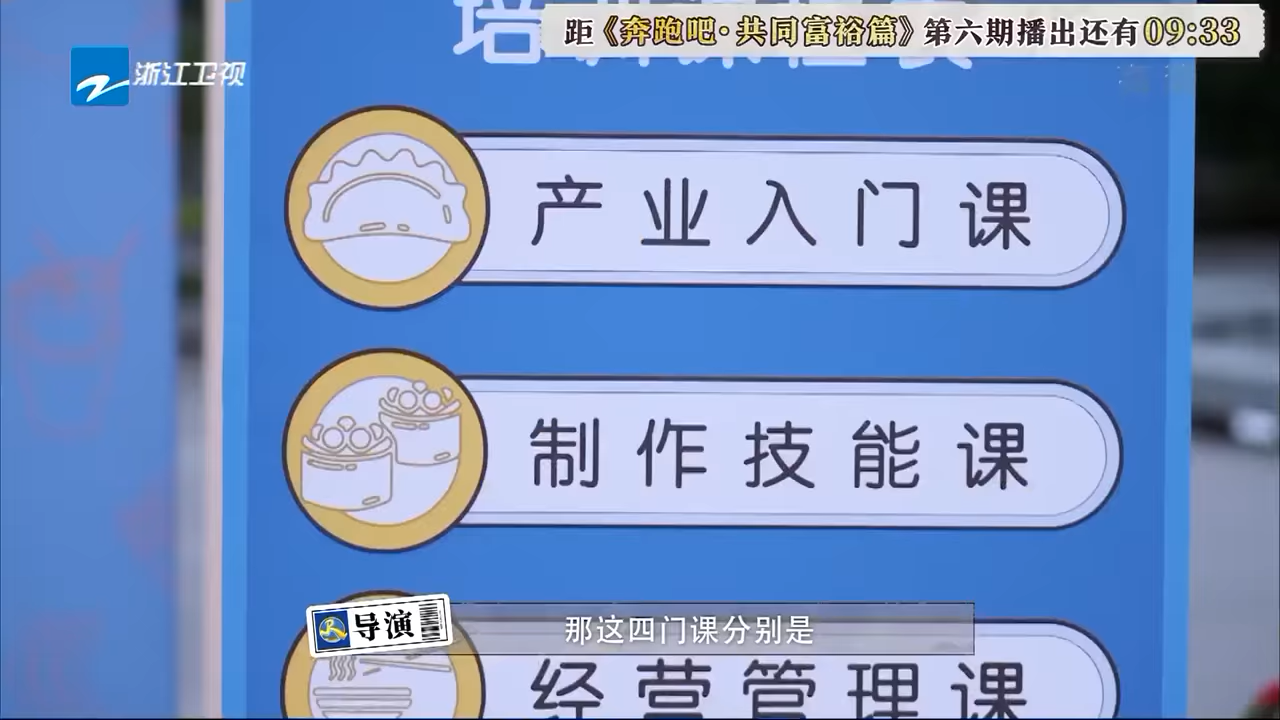 距《奔跑吧·共同富裕篇》第六期播出还有09:33
浙江卫视
产业入门课
制作技能课
导演
那这四门课分别是
经营管理课